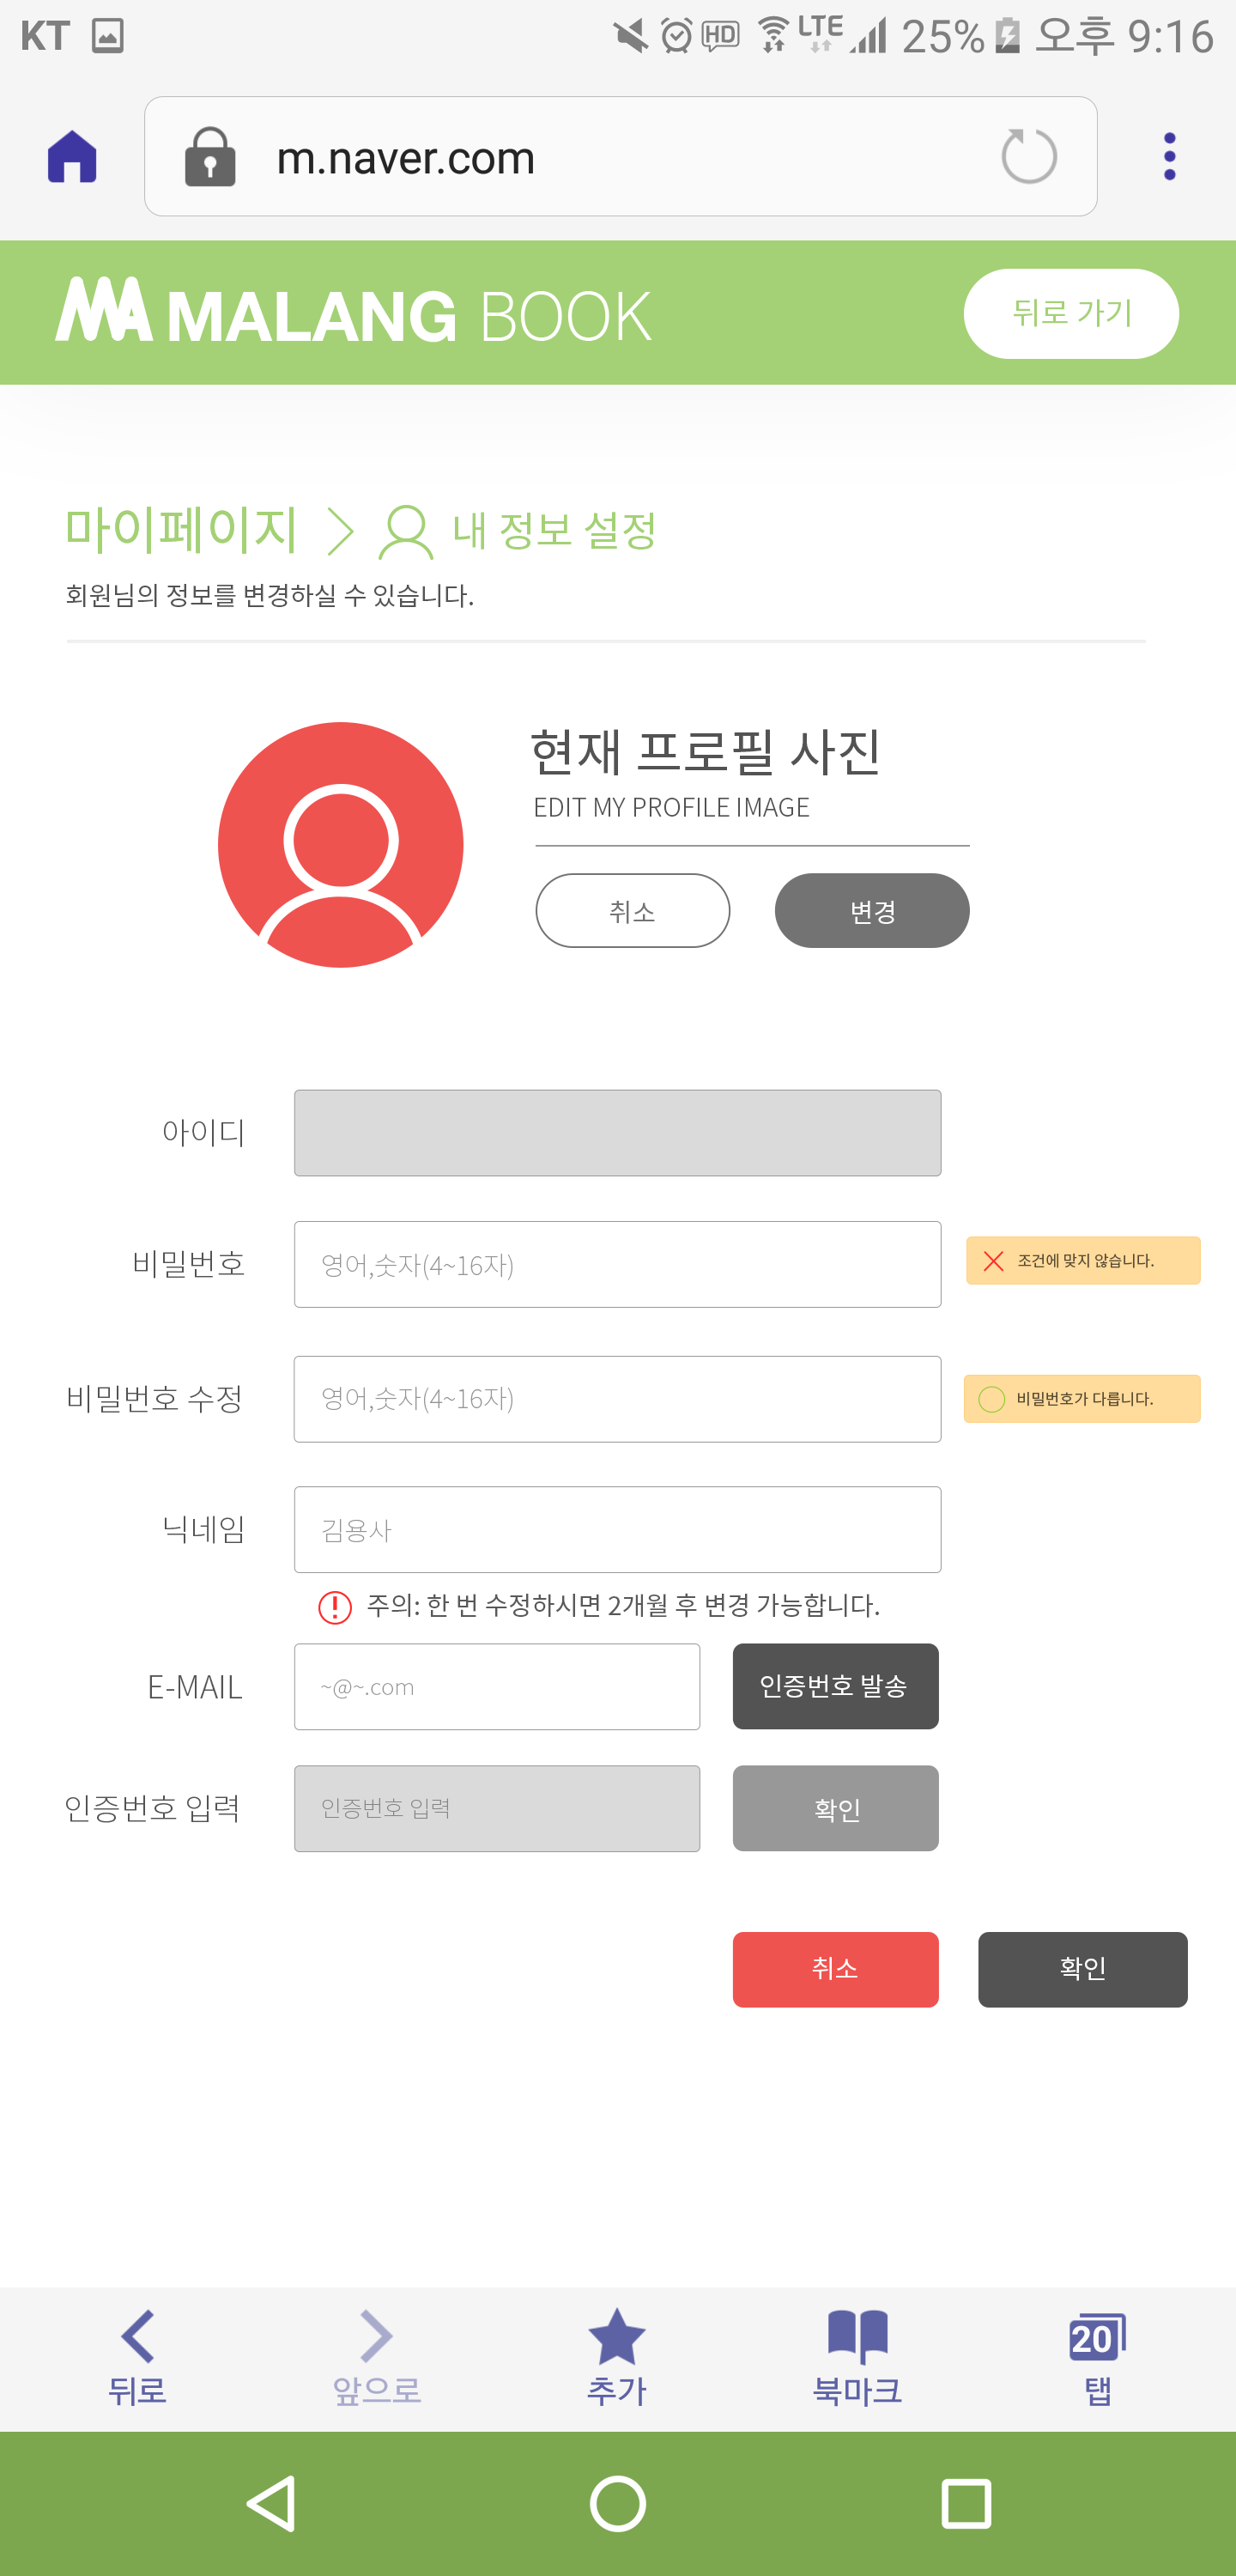 KT HD LTE 25% 오후 9:16
m.naver.com
MALANG BOOK 뒤로 가기
마이페이지 내 정보 설정
회원님의 정보를 변경하실 수 있습니다.
현재 프로필 사진
EDIT MY PROFILE IMAGE
취소 변경
아이디
비밀번호 영어,숫자(4~16자) 조건에 맞지 않습니다.
비밀번호 수정 영어,숫자(4~16자) 비밀번호가 다릅니다.
닉네임 김용사
주의: 한 번 수정하시면 2개월 후 변경 가능합니다.
E-MAIL ~@~.com 인증번호 발송
인증번호 입력 인증번호 입력 확인
취소 확인
20
뒤로 앞으로 추가 북마크 탭